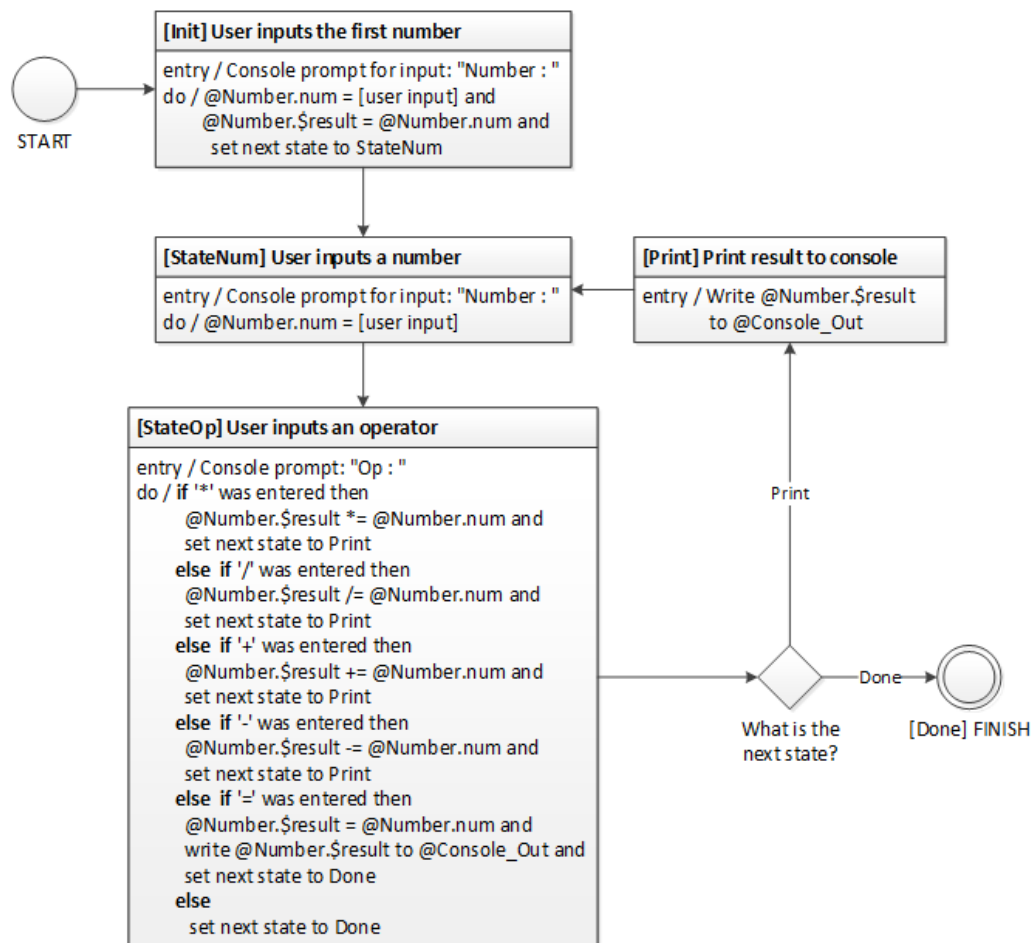 [Init] User inputs the first number
entry / Console prompt for input: "Number : "
do / @Number.num = [user input] and
@Number.$result = @Number.num and
set next state to StateNum
START
[StateNum] User inputs a number
entry / Console prompt for input: "Number : "
do / @Number.num = [user input]
[Print] Print result to console
entry / Write @Number.$result
to @Console_Out
[StateOp] User inputs an operator
entry / Console prompt: "Op : "
do / if '*' was entered then
@Number.$result *= @Number.num and
set next state to Print
else if '/' was entered then
@Number.$result /= @Number.num and
set next state to Print
else if '+' was entered then
@Number.$result += @Number.num and
set next state to Print
else if '-' was entered then
@Number.$result -= @Number.num and
set next state to Print
else if '=' was entered then
@Number.$result = @Number.num and
write @Number.$result to @Console_Out and
set next state to Done
else
set next state to Done
Print
What is the
next state?
Done
[Done] FINISH